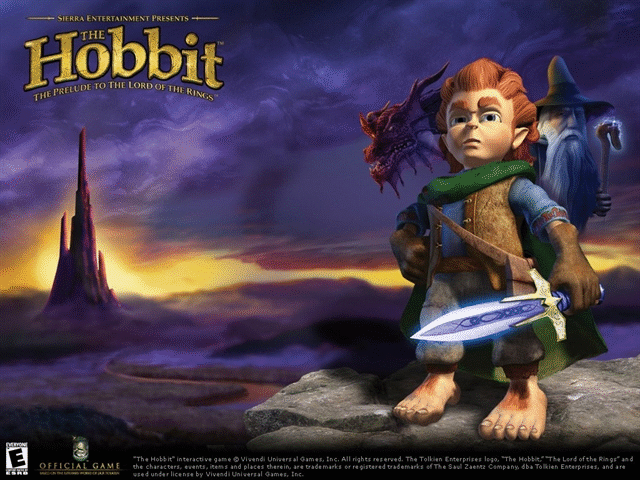 SIERRA ENTERTAINMENT PRESENTS
THE
Hobbit™
THE PRELUDE TO THE LORD OF THE RINGS™
EVERYONE
E
ESRB
OFFICIAL GAME
"The Hobbit" interactive game © Vivendi Universal Games, Inc. All rights reserved. The Tolkien Enterprises logo, "The Hobbit," "The Lord of the Rings" and
the characters, events, items and places therein, are trademarks or registered trademarks of The Saul Zaentz Company, dba Tolkien Enterprises, and are
used under license by Vivendi Universal Games, Inc.